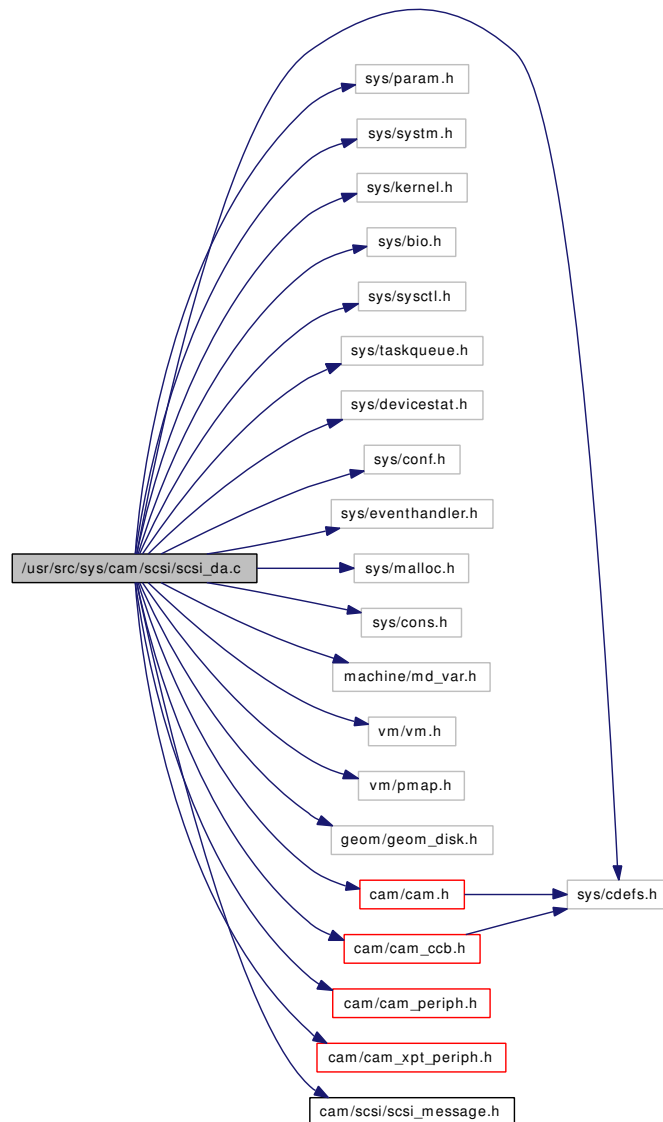 sys/param.h
sys/systm.h
sys/kernel.h
sys/bio.h
sys/sysctl.h
sys/taskqueue.h
sys/devicestat.h
sys/conf.h
sys/eventhandler.h
/usr/src/sys/cam/scsi/scsi_da.c
sys/malloc.h
sys/cons.h
machine/md_var.h
vm/vm.h
vm/pmap.h
geom/geom_disk.h
cam/cam.h
sys/cdefs.h
cam/cam_ccb.h
cam/cam_periph.h
cam/cam_xpt_periph.h
cam/scsi/scsi_message.h